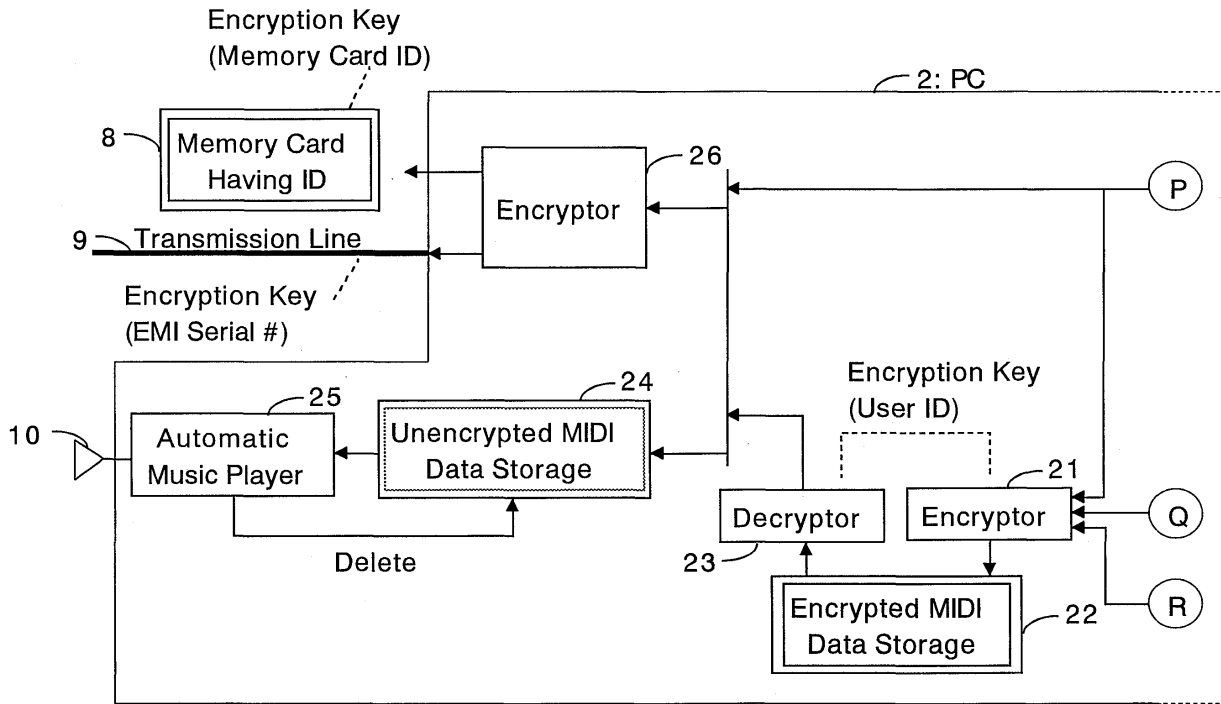 Encryption Key
(Memory Card ID)
2: PC
8
Memory Card
Having ID
26
Encryptor
P
9
Transmission Line
Encryption Key
(EMI Serial #)
Encryption Key
(User ID)
24
25
10
Automatic
Music Player
Unencrypted MIDI
Data Storage
21
Decryptor
Encryptor
Q
Delete
23
Encrypted MIDI
Data Storage
22
R